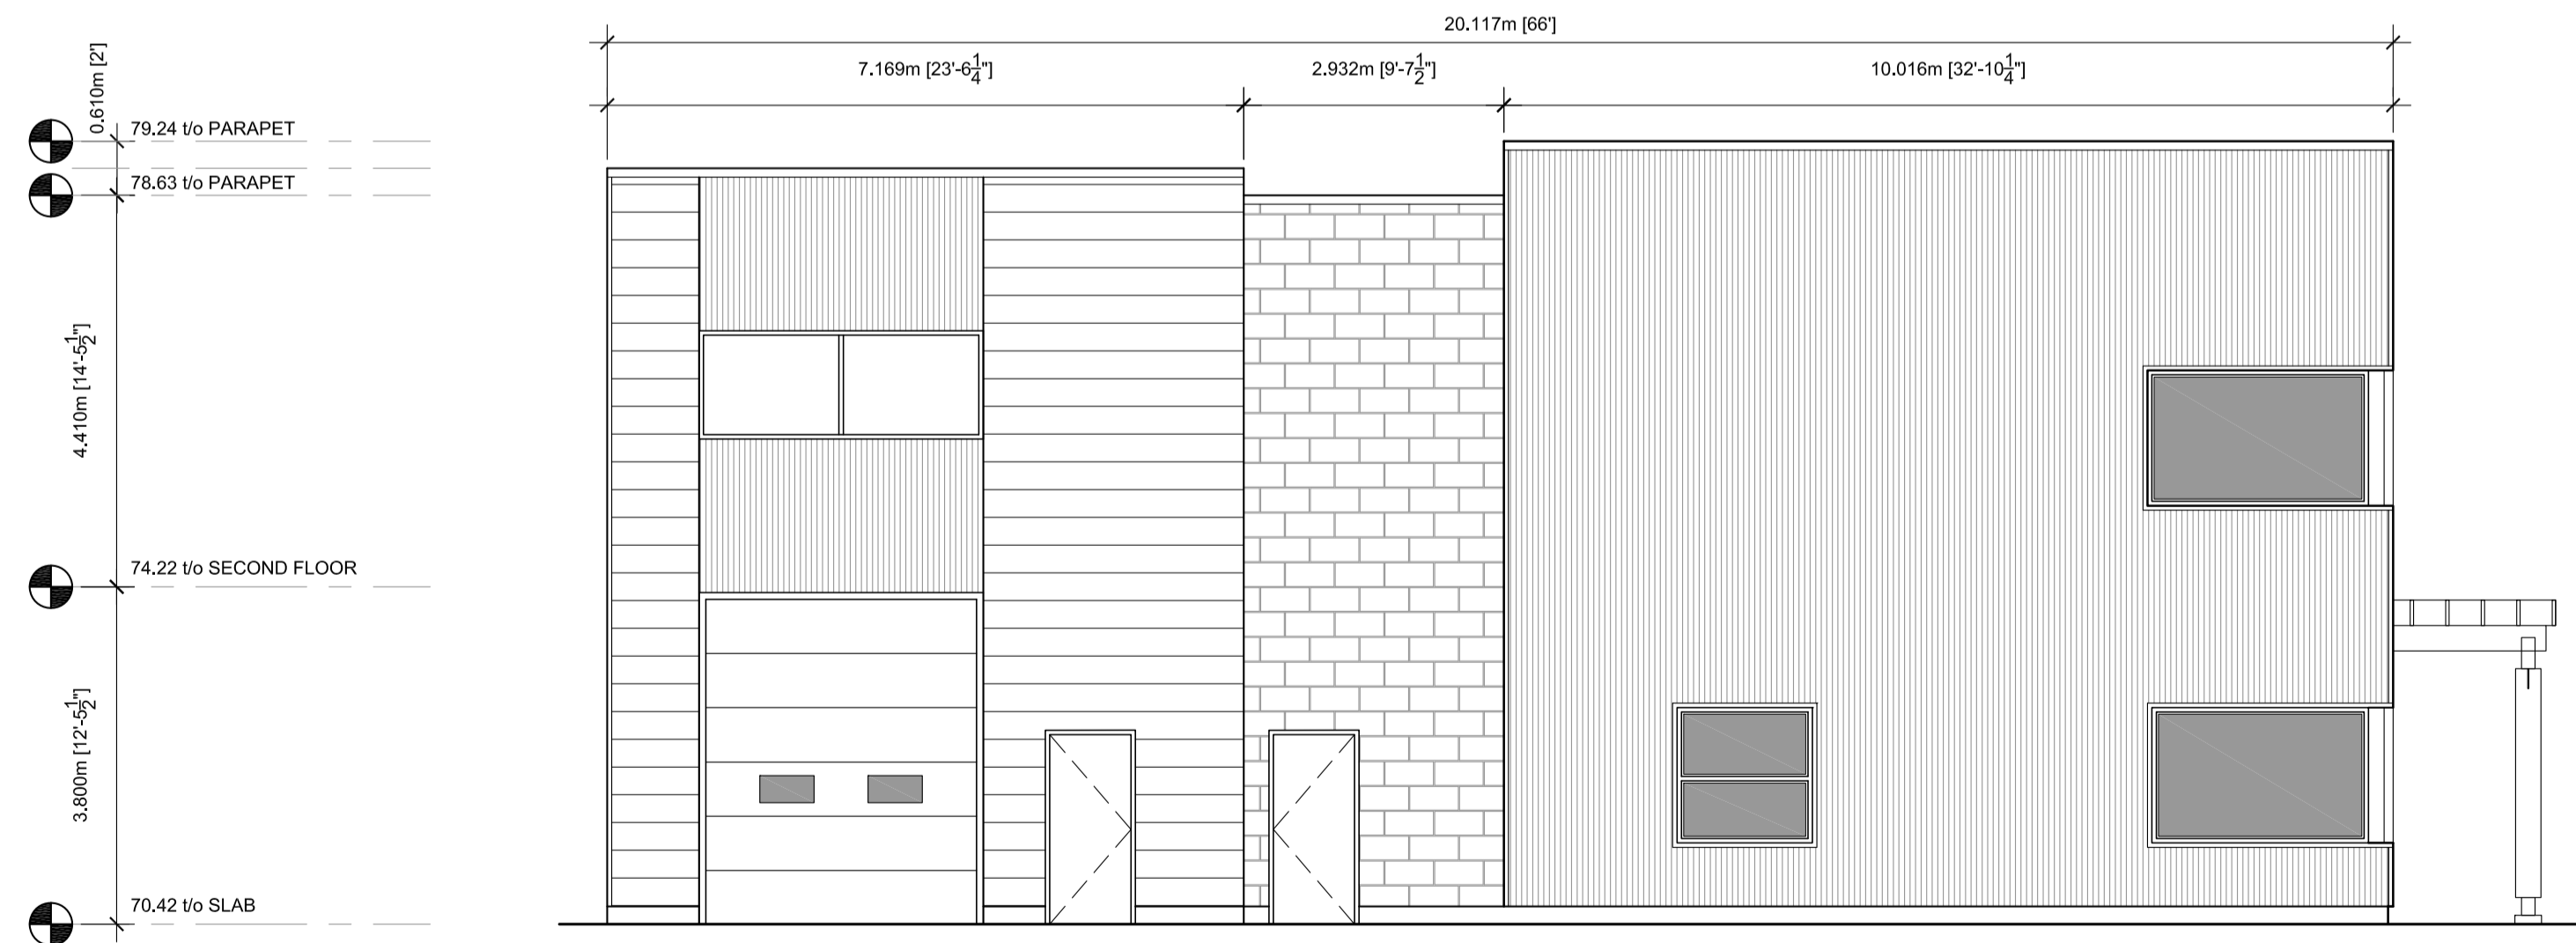 20.117m [66']
7.169m [23'-6 1/4"]
2.932m [9'-7 1/2"]
10.016m [32'-10 1/4"]
0.610m [2']
79.24 t/o PARAPET
78.63 t/o PARAPET
4.410m [14'-5 1/2"]
74.22 t/o SECOND FLOOR
3.800m [12'-5 1/2"]
70.42 t/o SLAB